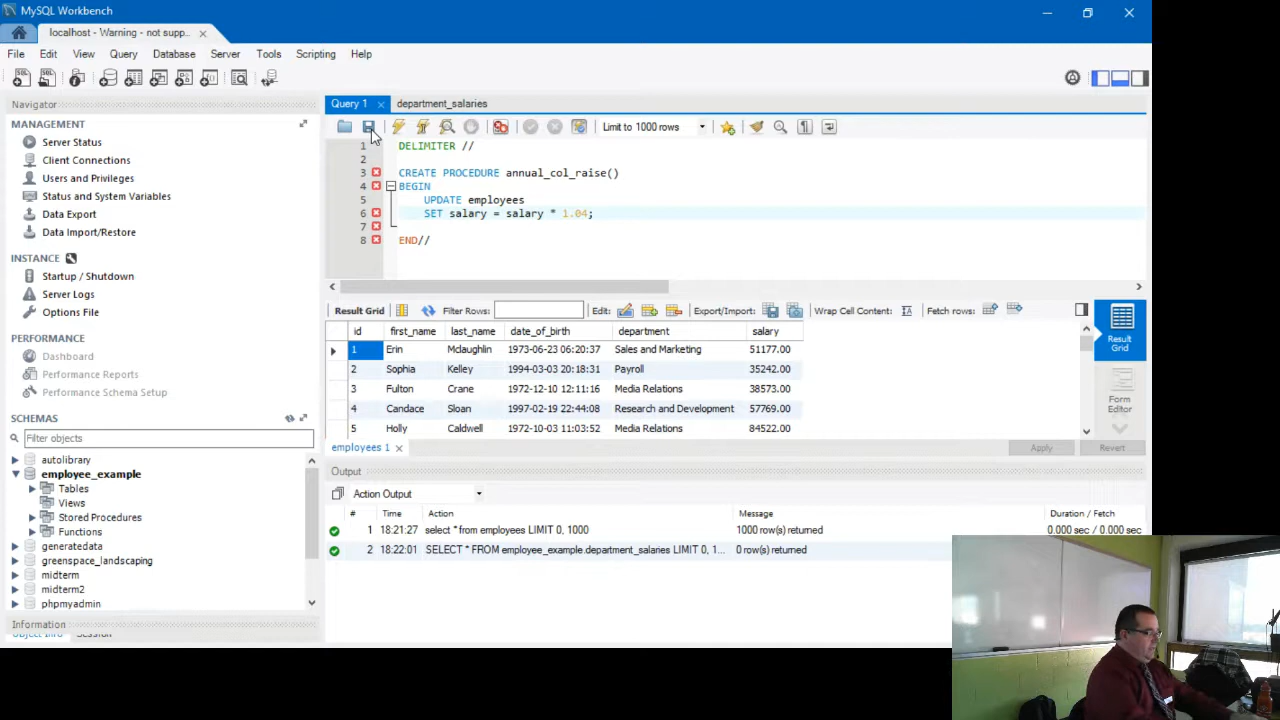 MySQL Workbench
localhost - Warning - not supp..
File Edit View Query Database Server Tools Scripting Help
Navigator
MANAGEMENT
Server Status
Client Connections
Users and Privileges
Status and System Variables
Data Export
Data Import/Restore
INSTANCE
Startup / Shutdown
Server Logs
Options File
PERFORMANCE
Dashboard
Performance Reports
Performance Schema Setup
SCHEMAS
Filter objects
autolibrary
employee_example
Tables
Views
Stored Procedures
Functions
generatedata
greenspace_landscaping
midterm
midterm2
phpmyadmin
Information
Object Info Session
Query 1 department_salaries
Limit to 1000 rows
1 DELIMITER //
2
3 CREATE PROCEDURE annual_col_raise()
4 BEGIN
5 UPDATE employees
6 SET salary = salary * 1.04;
7
8 END//
Result Grid Filter Rows: Edit: Export/Import: Wrap Cell Content: IA Fetch rows:
id first_name last_name date_of_birth department salary
1 Erin Mclaughlin 1973-06-23 06:20:37 Sales and Marketing 51177.00
2 Sophia Kelley 1994-03-03 20:18:31 Payroll 35242.00
3 Fulton Crane 1972-12-10 12:11:16 Media Relations 38573.00
4 Candace Sloan 1997-02-19 22:44:08 Research and Development 57769.00
5 Holly Caldwell 1972-10-03 11:03:52 Media Relations 84522.00
Result Grid
Form Editor
employees 1 Apply Revert
Output
Action Output
# Time Action Message Duration / Fetch
1 18:21:27 select * from employees LIMIT 0, 1000 1000 row(s) returned 0.000 sec / 0.000 sec
2 18:22:01 SELECT * FROM employee_example.department_salaries LIMIT 0, 1... 0 row(s) returned